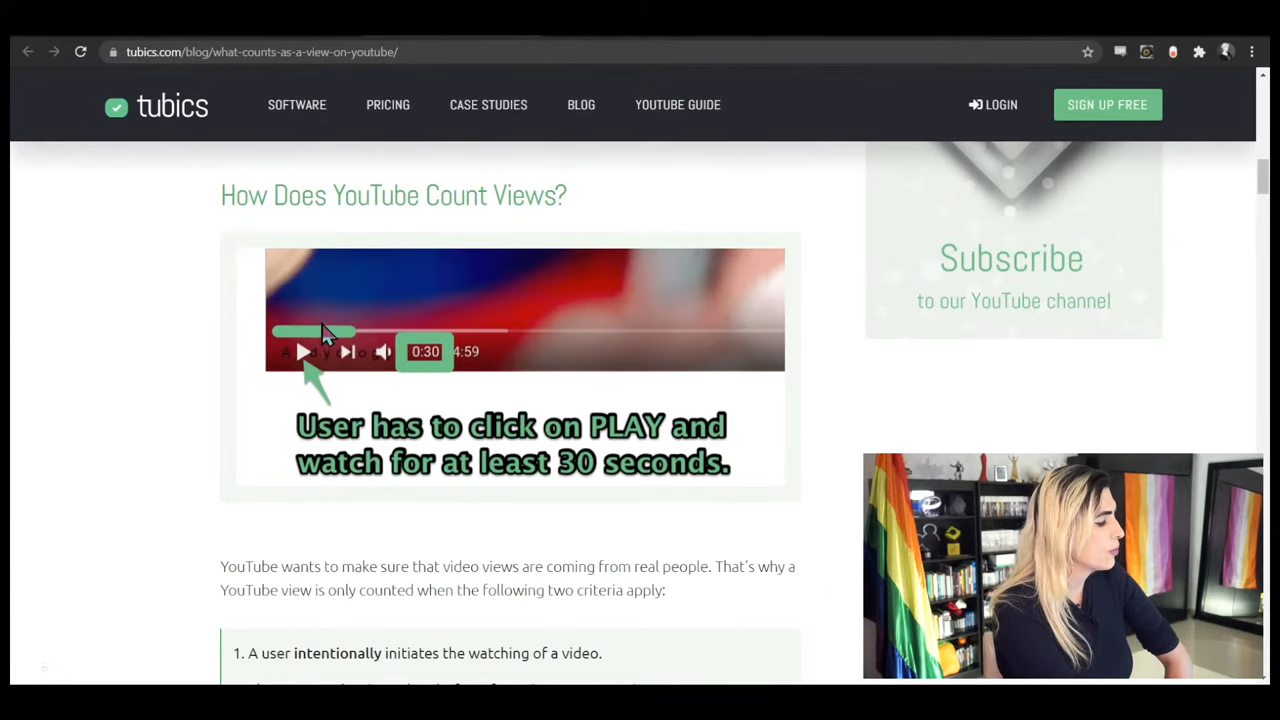 tubics.com/blog/what-counts-as-a-view-on-youtube/
tubics SOFTWARE PRICING CASE STUDIES BLOG YOUTUBE GUIDE LOGIN SIGN UP FREE
How Does YouTube Count Views?
Subscribe
to our YouTube channel
0:30 4:59
User has to click on PLAY and
watch for at least 30 seconds.
YouTube wants to make sure that video views are coming from real people. That's why a
YouTube view is only counted when the following two criteria apply:
1. A user intentionally initiates the watching of a video.